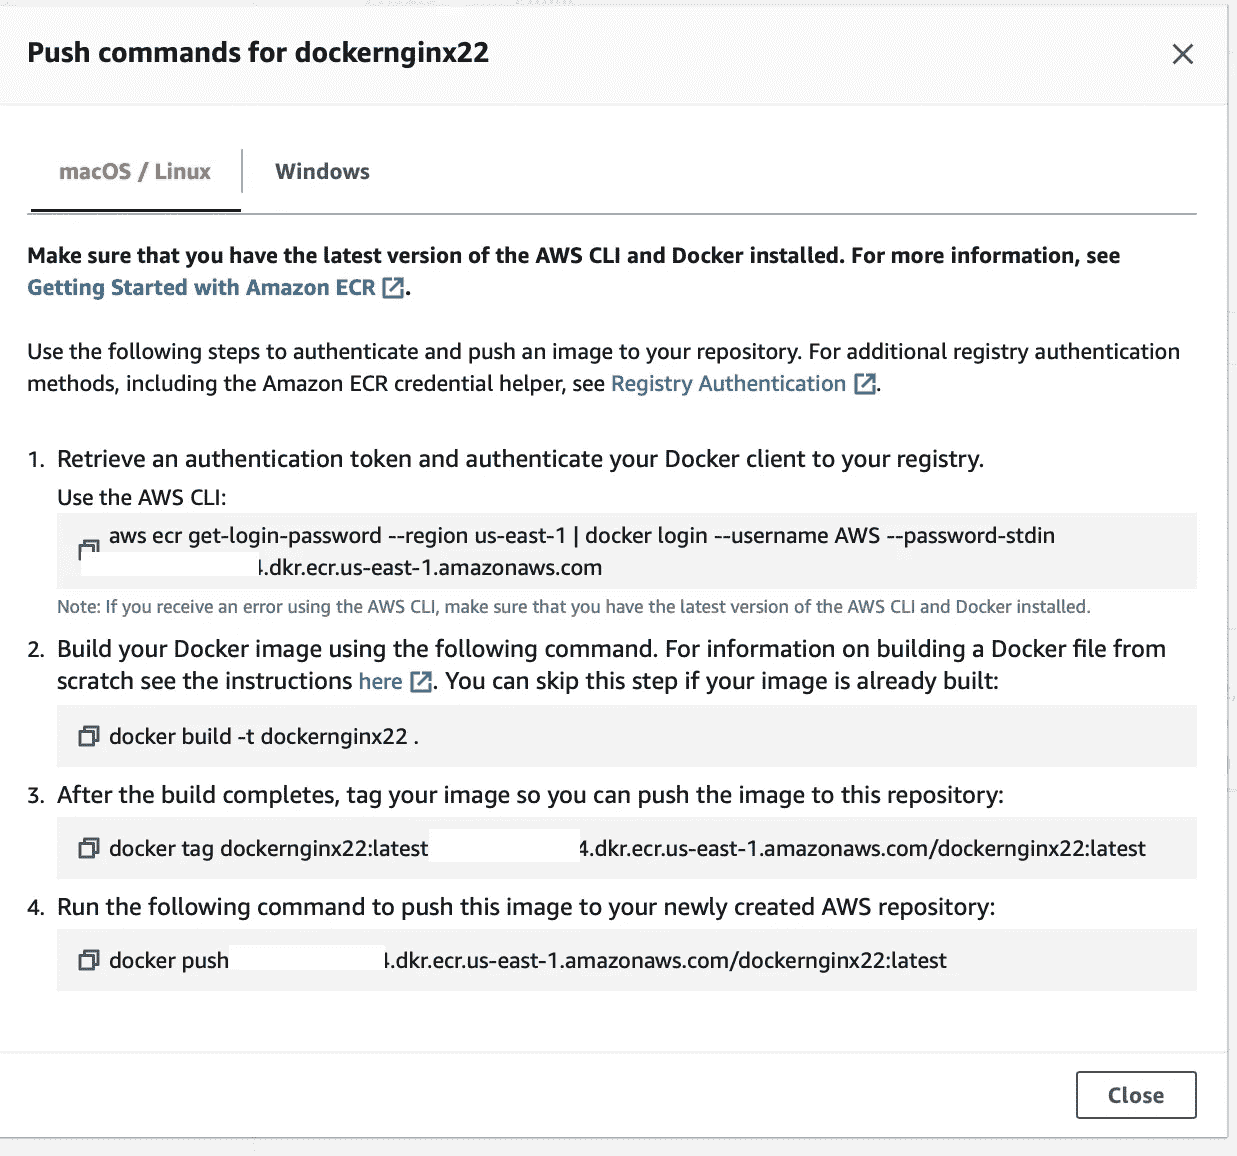 Push commands for dockernginx22
macOS / Linux
Windows
Make sure that you have the latest version of the AWS CLI and Docker installed. For more information, see
Getting Started with Amazon ECR.
Use the following steps to authenticate and push an image to your repository. For additional registry authentication
methods, including the Amazon ECR credential helper, see Registry Authentication.
1. Retrieve an authentication token and authenticate your Docker client to your registry.
Use the AWS CLI:
aws ecr get-login-password --region us-east-1 | docker login --username AWS --password-stdin
.dkr.ecr.us-east-1.amazonaws.com
Note: If you receive an error using the AWS CLI, make sure that you have the latest version of the AWS CLI and Docker installed.
2. Build your Docker image using the following command. For information on building a Docker file from
scratch see the instructions here. You can skip this step if your image is already built:
docker build -t dockernginx22 .
3. After the build completes, tag your image so you can push the image to this repository:
docker tag dockernginx22:latest 4.dkr.ecr.us-east-1.amazonaws.com/dockernginx22:latest
4. Run the following command to push this image to your newly created AWS repository:
docker push .dkr.ecr.us-east-1.amazonaws.com/dockernginx22:latest
Close